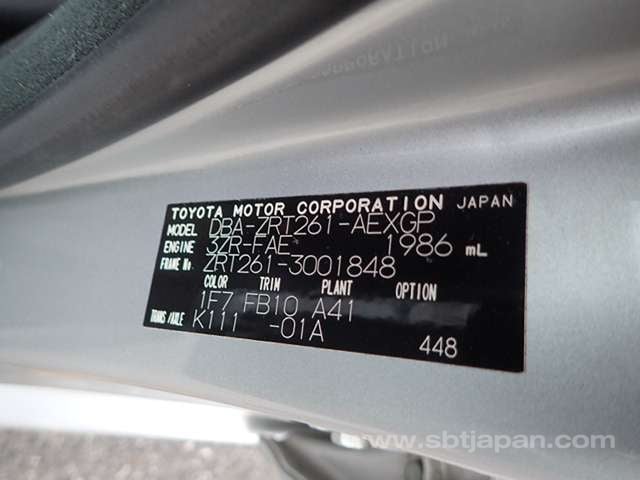 TOYOTA MOTOR CORPORATION JAPAN
MODEL DBA-ZRT261-AEXGP
ENGINE 3ZR-FAE 1986 mL
FRAME No. ZRT261-3001848
COLOR TRIM PLANT OPTION
1F7 FB10 A41
TRANS/AXLE K111 -01A
448
www.sbtjapan.com